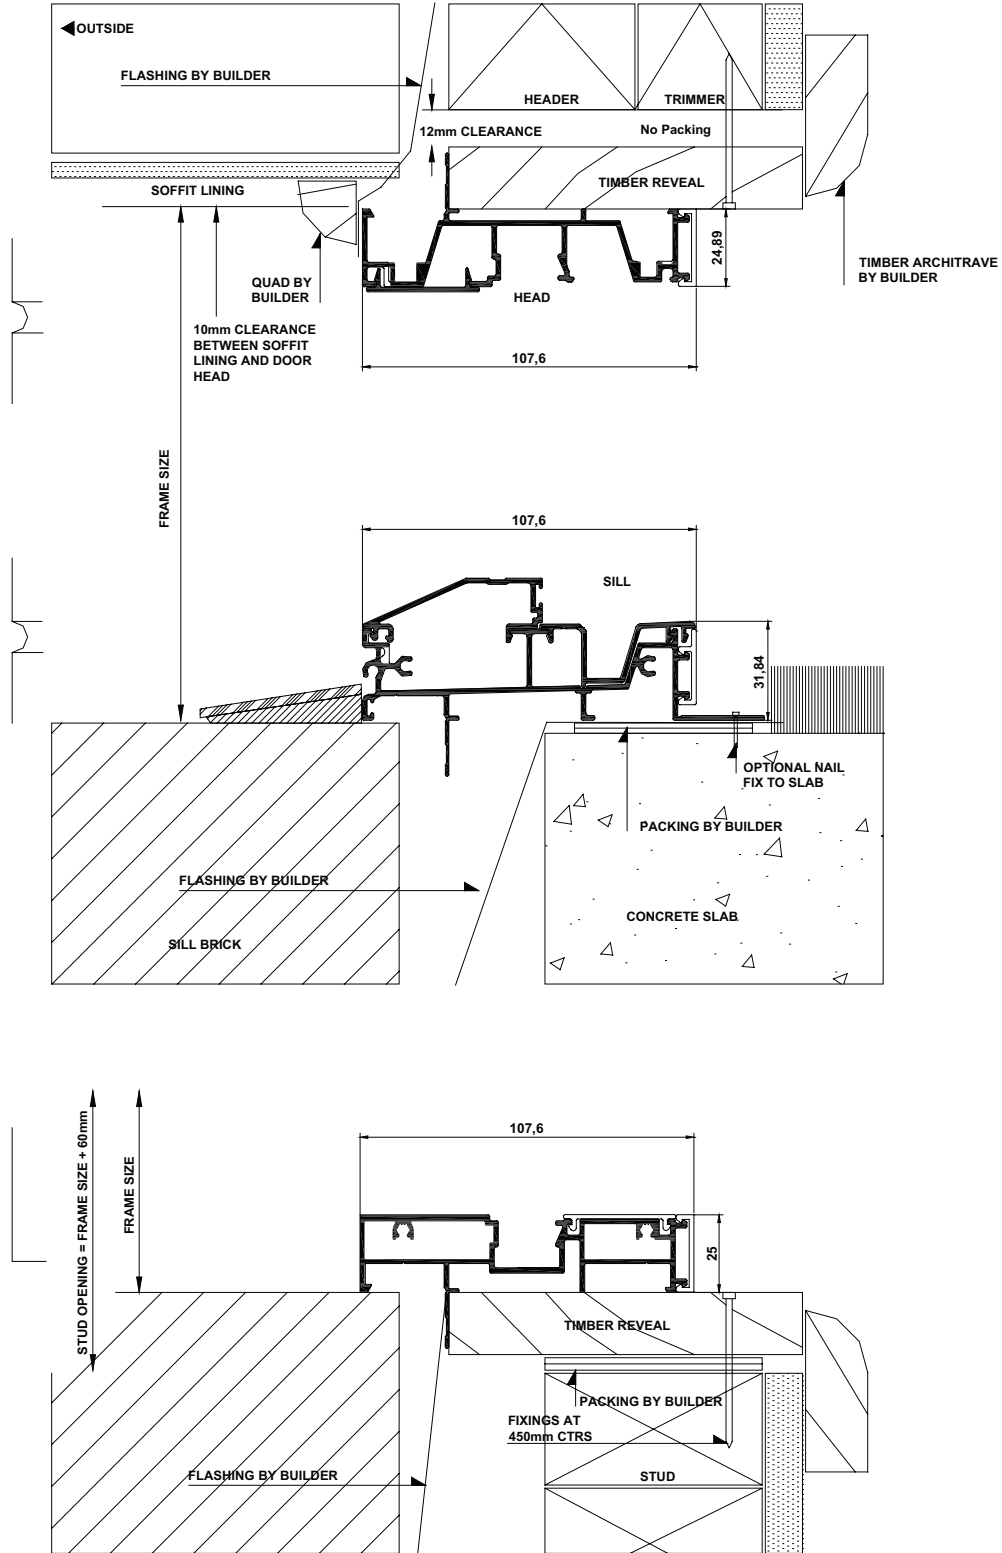 OUTSIDE
FLASHING BY BUILDER
HEADER
TRIMMER
12mm CLEARANCE
No Packing
SOFFIT LINING
TIMBER REVEAL
24,89
QUAD BY
BUILDER
HEAD
TIMBER ARCHITRAVE
BY BUILDER
10mm CLEARANCE
BETWEEN SOFFIT
LINING AND DOOR
HEAD
107,6
FRAME SIZE
107,6
SILL
31,84
OPTIONAL NAIL
FIX TO SLAB
PACKING BY BUILDER
FLASHING BY BUILDER
CONCRETE SLAB
SILL BRICK
STUD OPENING = FRAME SIZE + 60mm
FRAME SIZE
107,6
25
TIMBER REVEAL
PACKING BY BUILDER
FIXINGS AT
450mm CTRS
FLASHING BY BUILDER
STUD